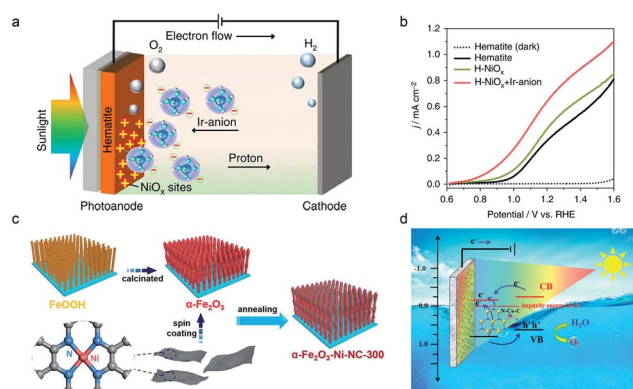 a
Electron flow
O₂
H₂
Sunlight
Hematite
Ir-anion
Proton
NiOₓ sites
Photoanode
Cathode
b
Hematite (dark)
Hematite
H-NiOₓ
H-NiOₓ+Ir-anion
j / mA cm⁻²
1.2
1.0
0.8
0.6
0.4
0.2
0.0
0.6 0.8 1.0 1.2 1.4 1.6
Potential / V vs. RHE
c
FeOOH
calcinated
α-Fe₂O₃
spin
coating
annealing
α-Fe₂O₃-Ni-NC-300
N
Ni
d
e⁻
-1.0
0.0
1.0
CB
impurity energy
e⁻
e⁻
N-Co-C
h⁺h⁺
VB
H₂O
O₂